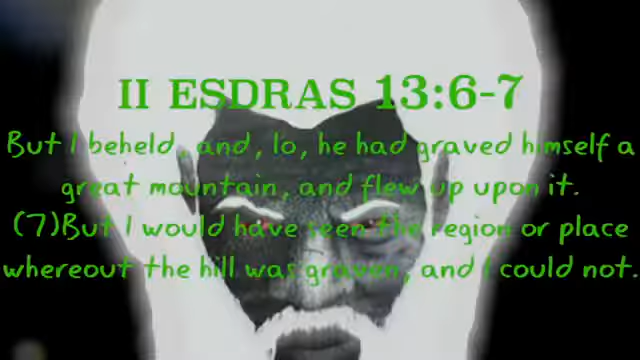 II ESDRAS 13:6-7
But I beheld, and, lo, he had graved himself a
great mountain, and flew up upon it.
(7)But I would have seen the region or place
whereout the hill was graven, and I could not.